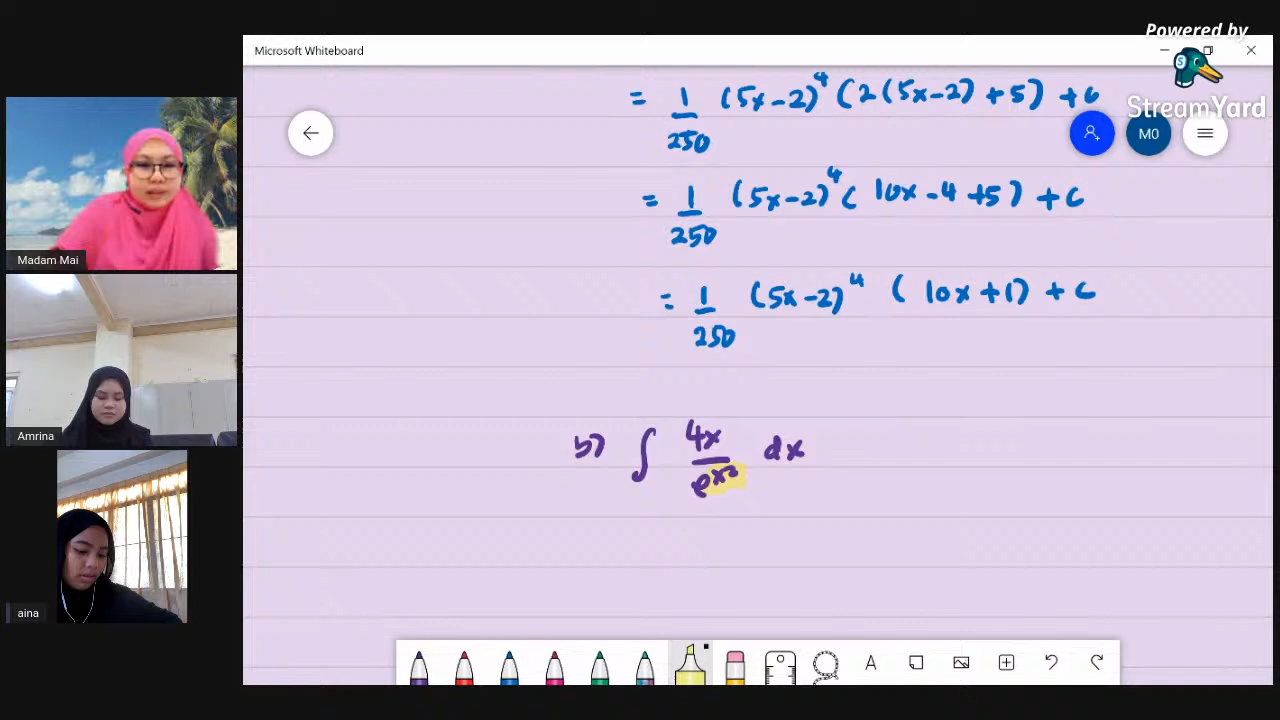 Powered by
StreamYard
Microsoft Whiteboard
= 1/250 (5x-2)⁴ (2(5x-2)+5) + c
M0
= 1/250 (5x-2)⁴ ( 10x-4+5) + c
= 1/250 (5x-2)⁴ ( 10x+1) + c
b) ∫ 4x/e^x² dx
Madam Mai
Amrina
aina
A